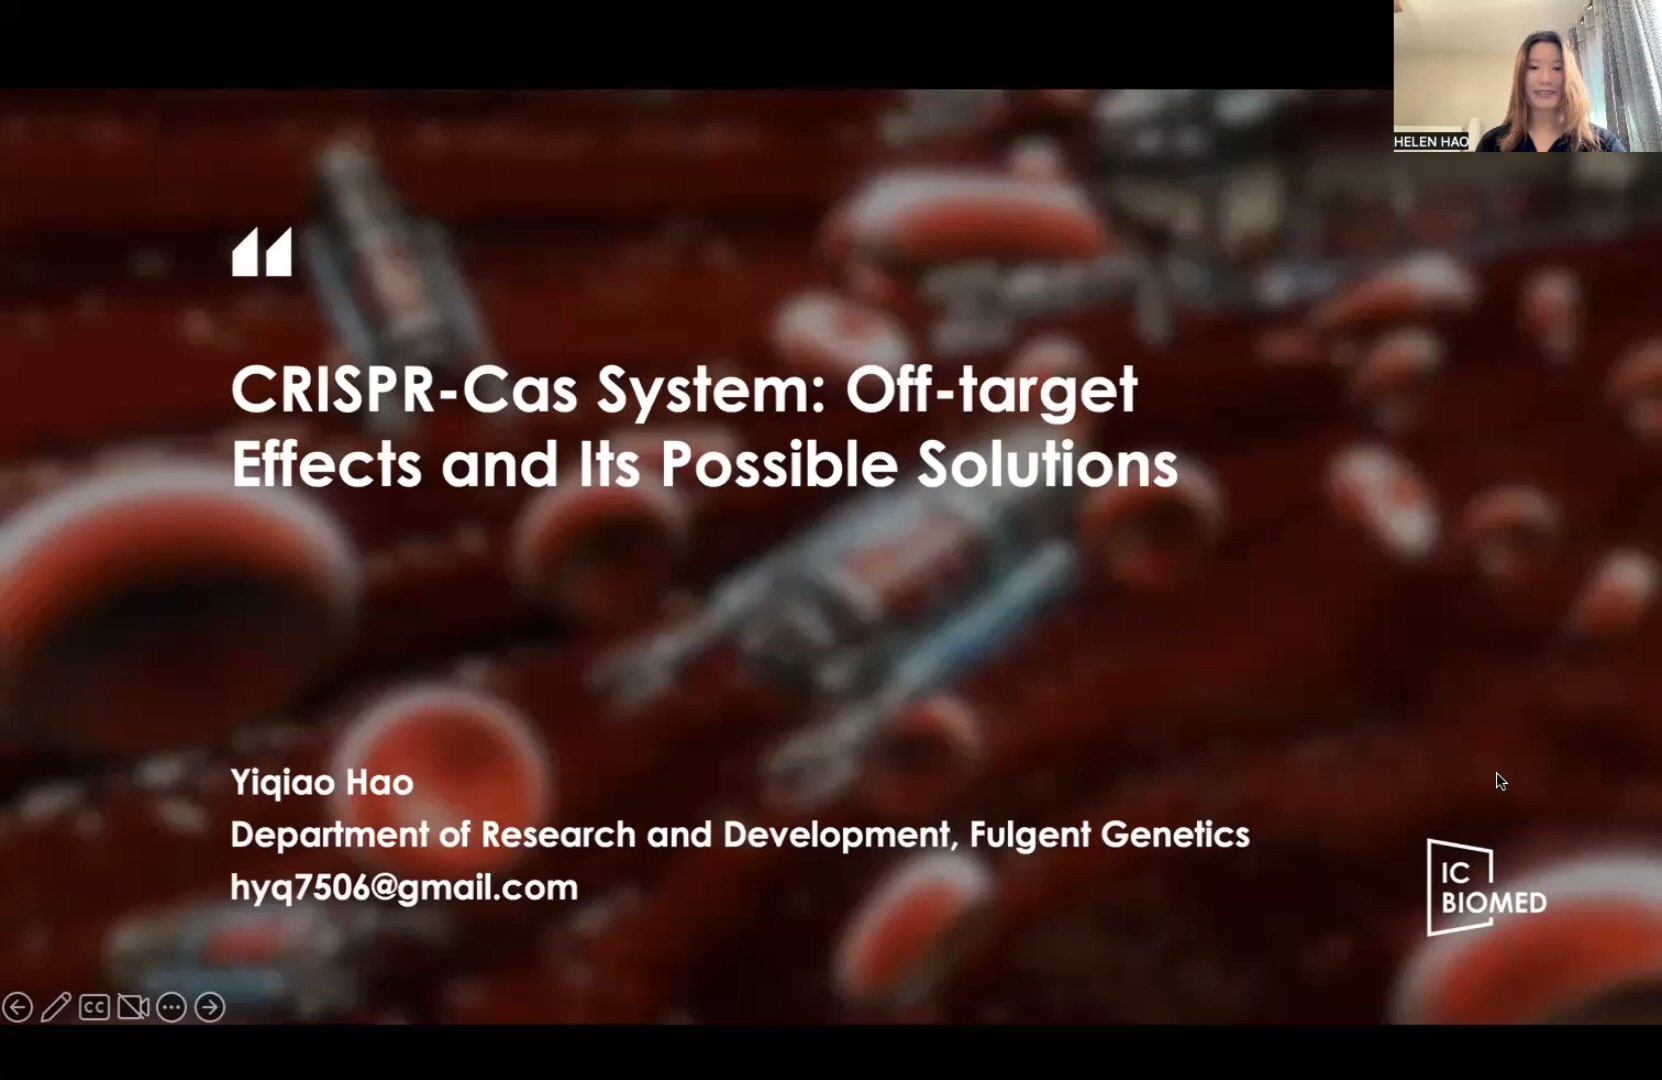 HELEN HAO
CRISPR-Cas System: Off-target
Effects and Its Possible Solutions
Yiqiao Hao
Department of Research and Development, Fulgent Genetics
hyq7506@gmail.com
IC
BIOMED
CC